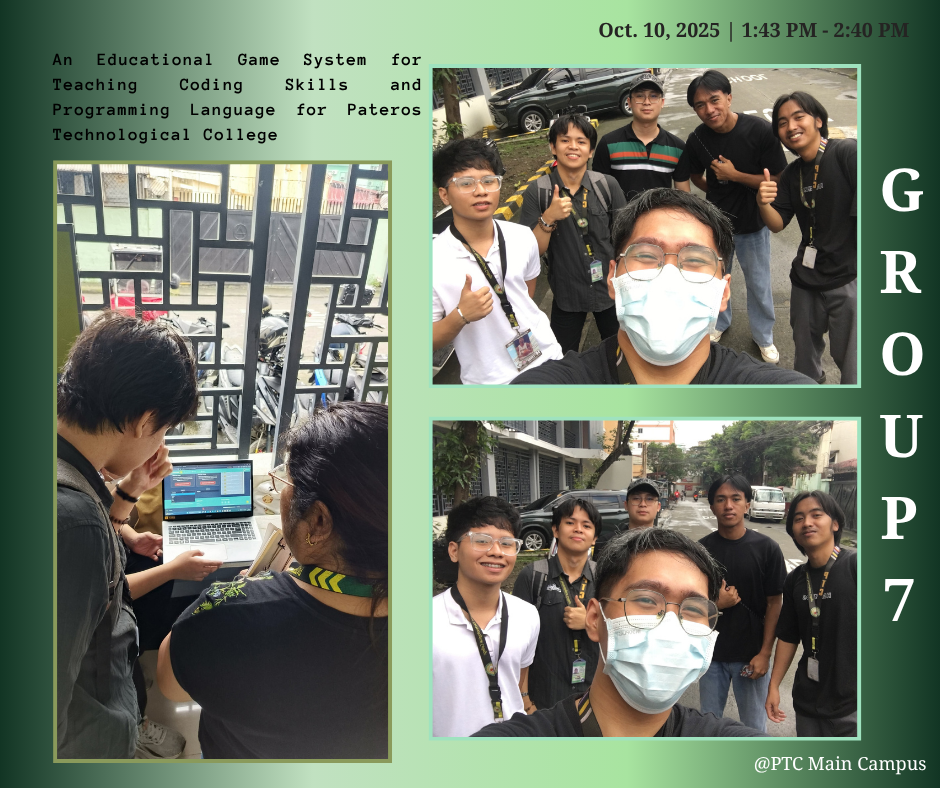 Oct. 10, 2025 | 1:43 PM - 2:40 PM
An Educational Game System for
Teaching Coding Skills and
Programming Language for Pateros
Technological College
G
R
O
U
P
7
@PTC Main Campus